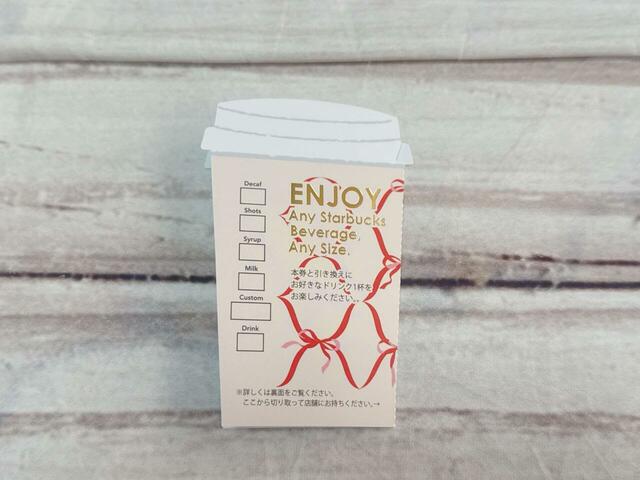 Decaf
Shots
Syrup
Milk
Custom
Drink
ENJOY
Any Starbucks
Beverage,
Any Size.
本券と引き換えに
お好きなドリンク1杯を
お楽しみください。
※詳しくは裏面をご覧ください。
ここから切り取って店舗にお持ちください。→